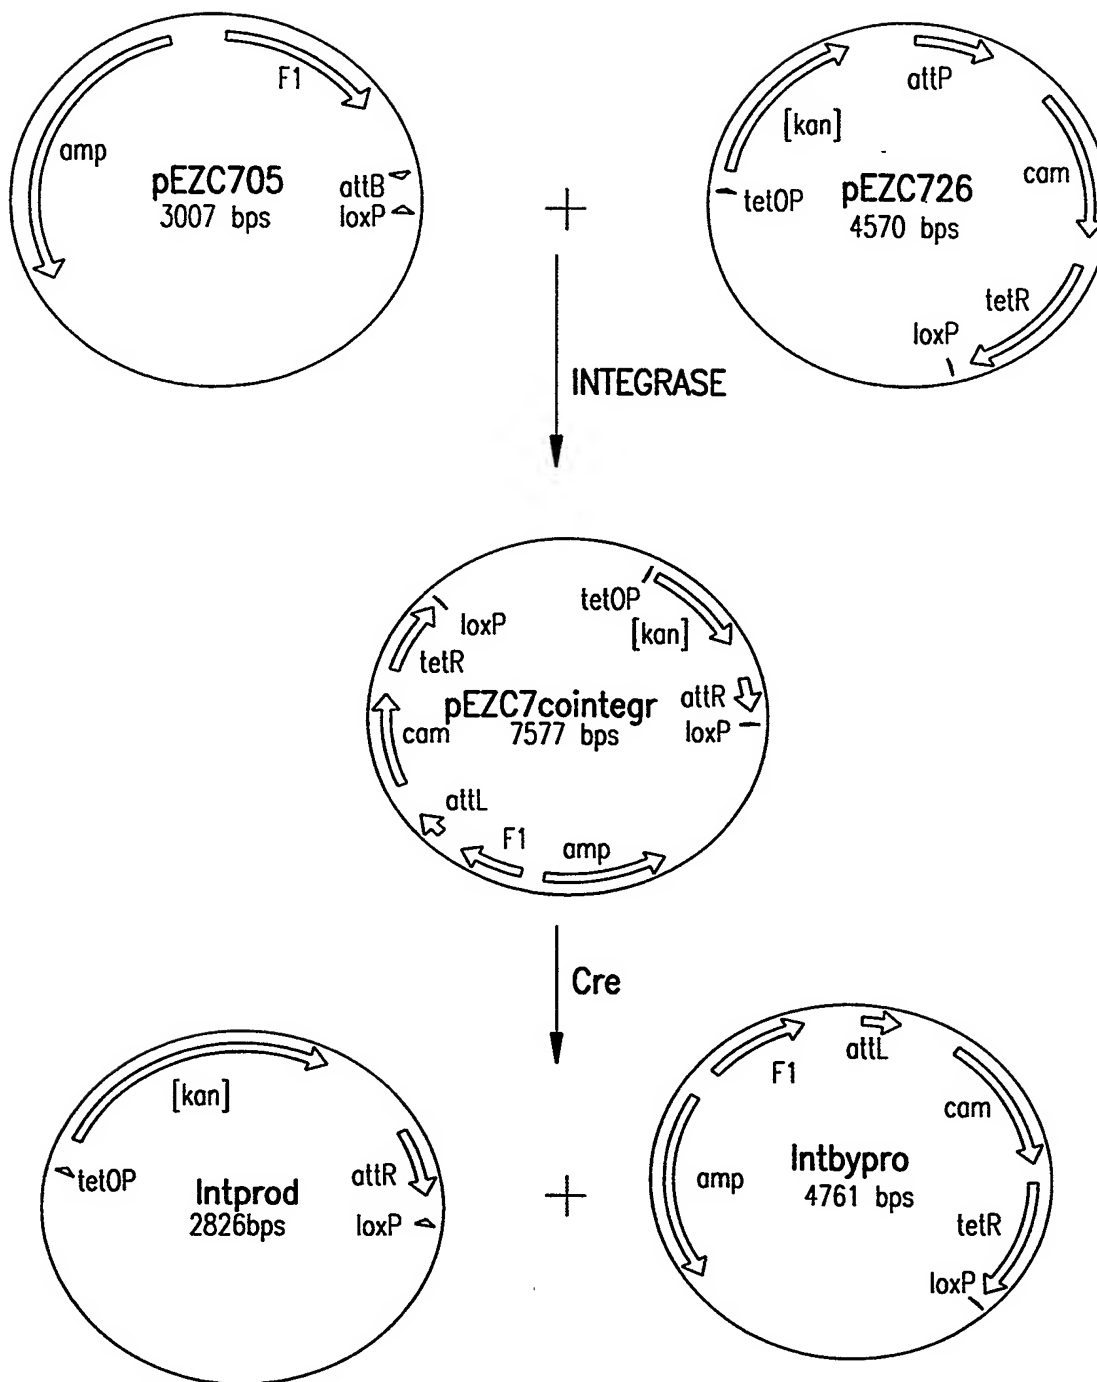 F1
amp
pEZC705
3007 bps
attB
loxP
+
attP
[kan]
cam
pEZC726
4570 bps
tetOP
tetR
loxP
INTEGRASE
tetOP
[kan]
loxP
tetR
attR
pEZC7cointegr
7577 bps
loxP
cam
attL
F1
amp
Cre
[kan]
tetOP
attR
Intprod
2826bps
loxP
+
F1
attL
cam
amp
Intbypro
4761 bps
tetR
loxP